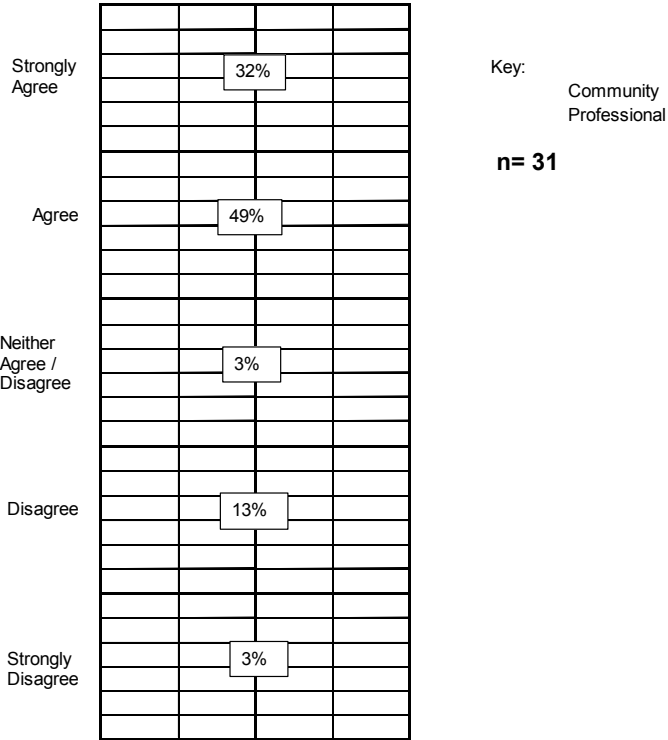 Strongly
Agree
32%
Key:
Community
Professional
n= 31
Agree
49%
Neither
Agree /
Disagree
3%
Disagree
13%
Strongly
Disagree
3%